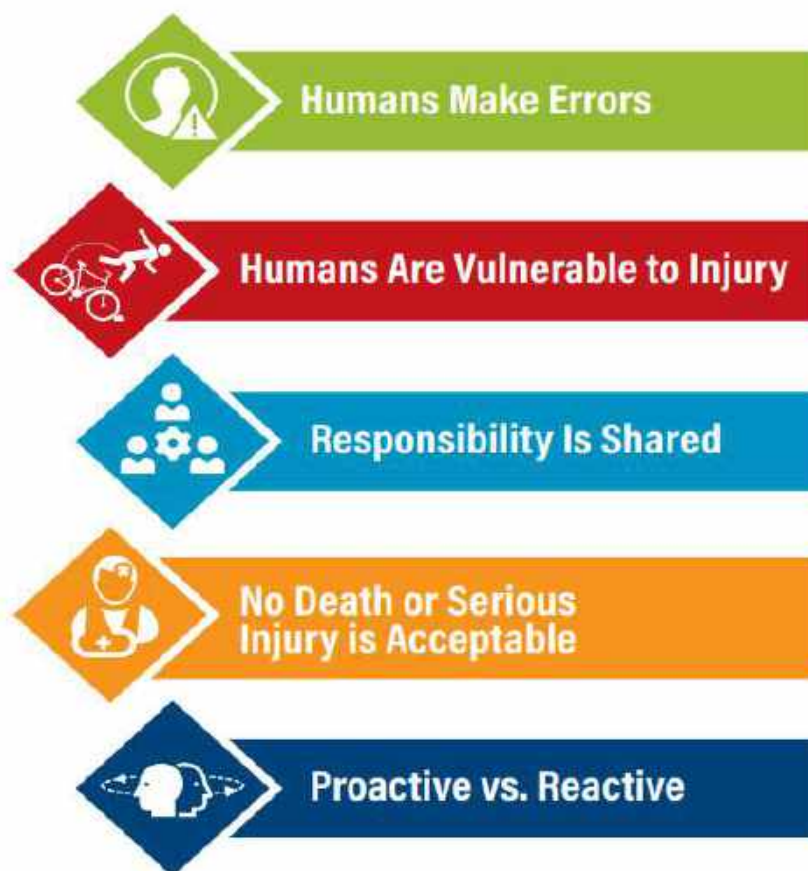 Humans Make Errors
Humans Are Vulnerable to Injury
Responsibility Is Shared
No Death or Serious
Injury is Acceptable
Proactive vs. Reactive